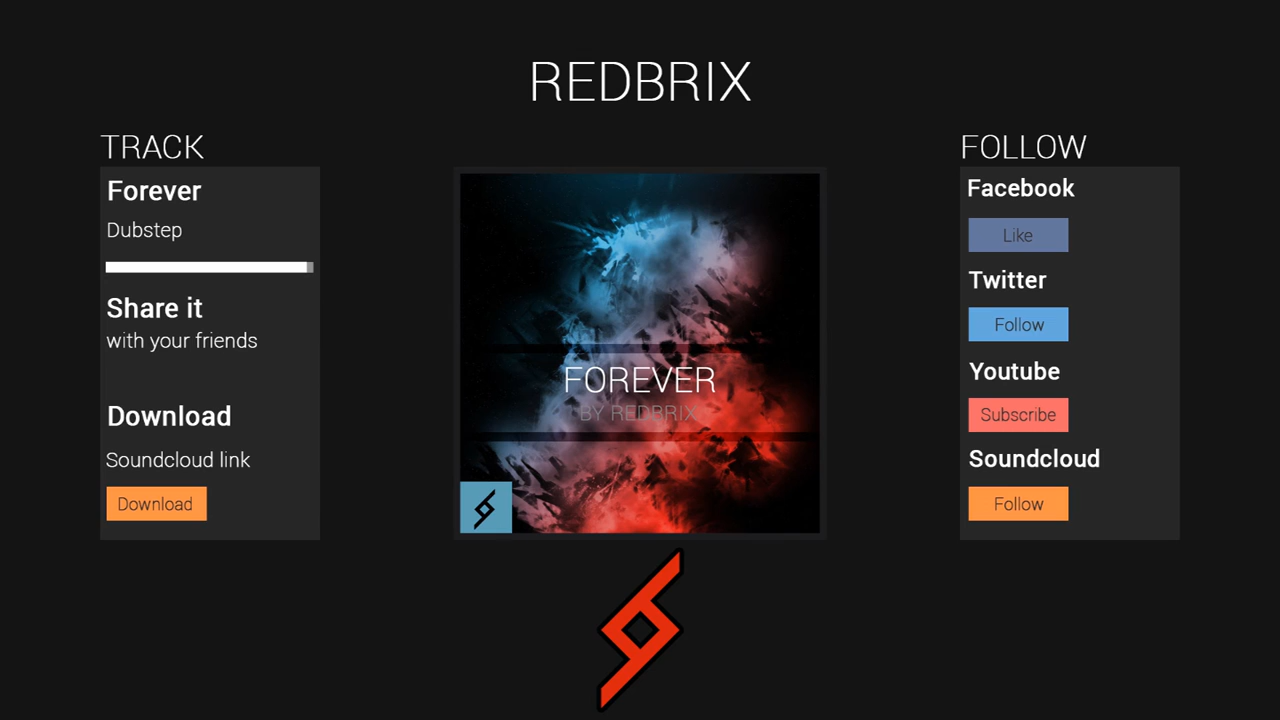 REDBRIX
TRACK
Forever
Dubstep
Share it
with your friends
Download
Soundcloud link
Download
FOREVER
BY REDBRIX
FOLLOW
Facebook
Like
Twitter
Follow
Youtube
Subscribe
Soundcloud
Follow